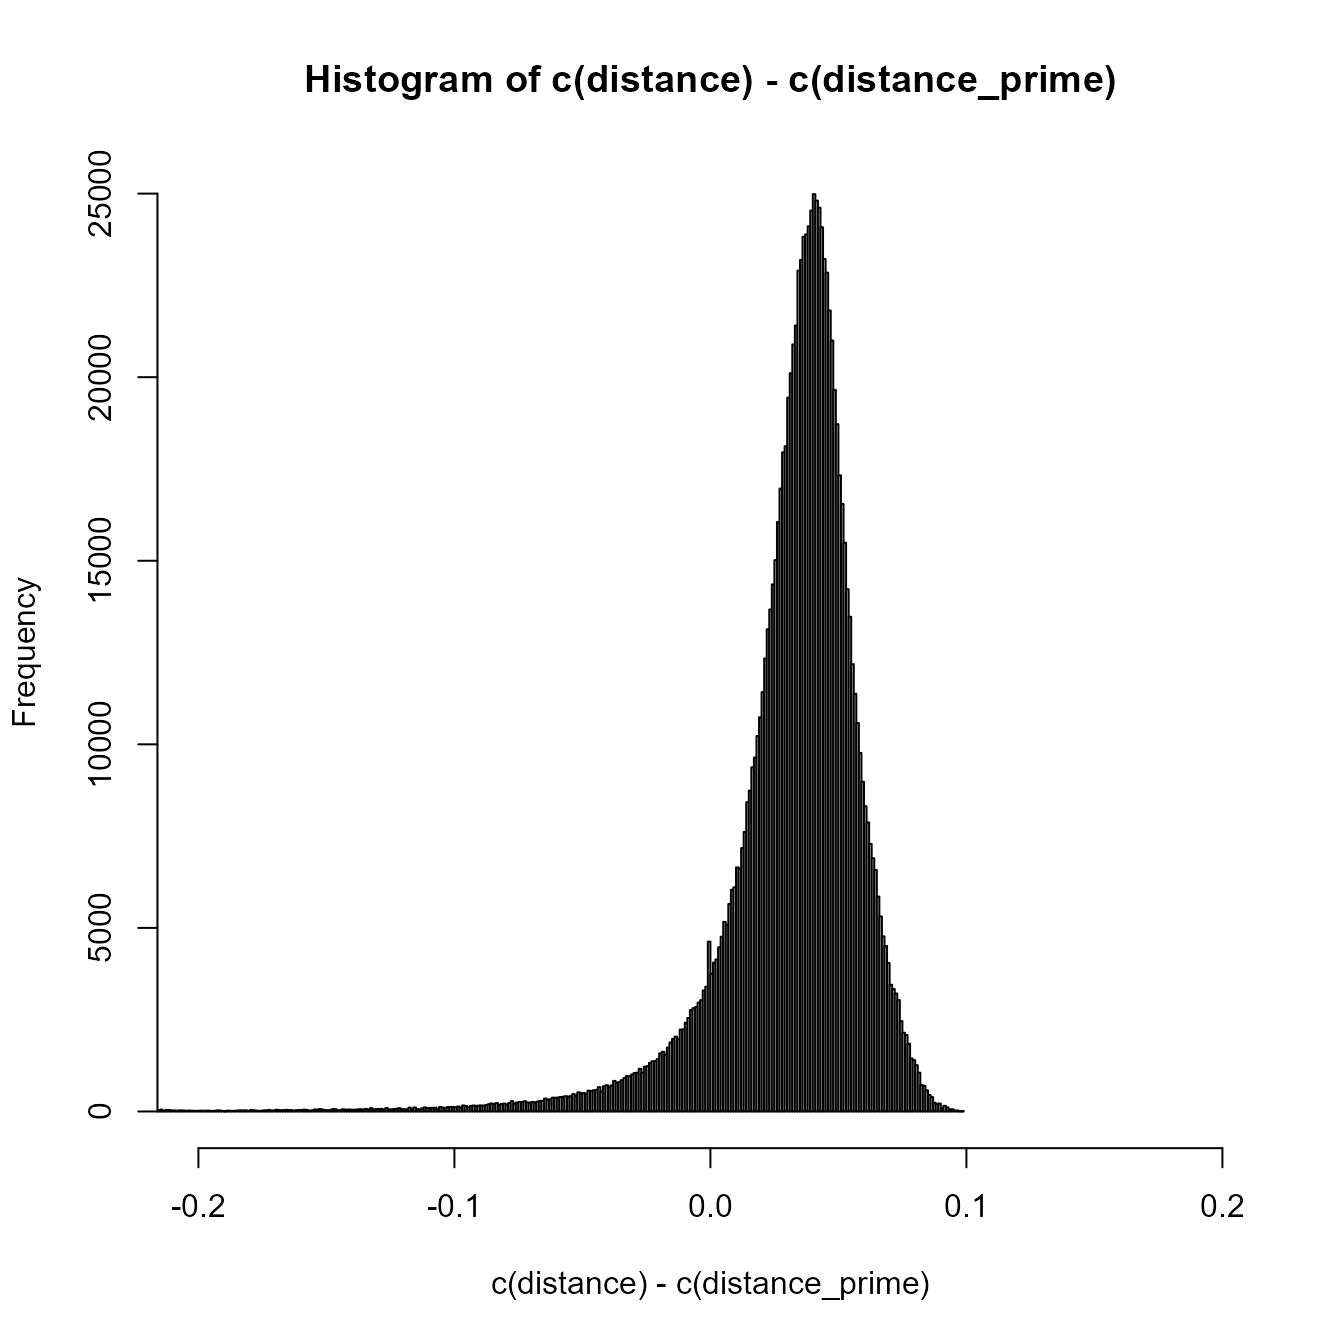 Histogram of c(distance) - c(distance_prime)
25000
20000
15000
10000
5000
0
Frequency
-0.2 -0.1 0.0 0.1 0.2
c(distance) - c(distance_prime)